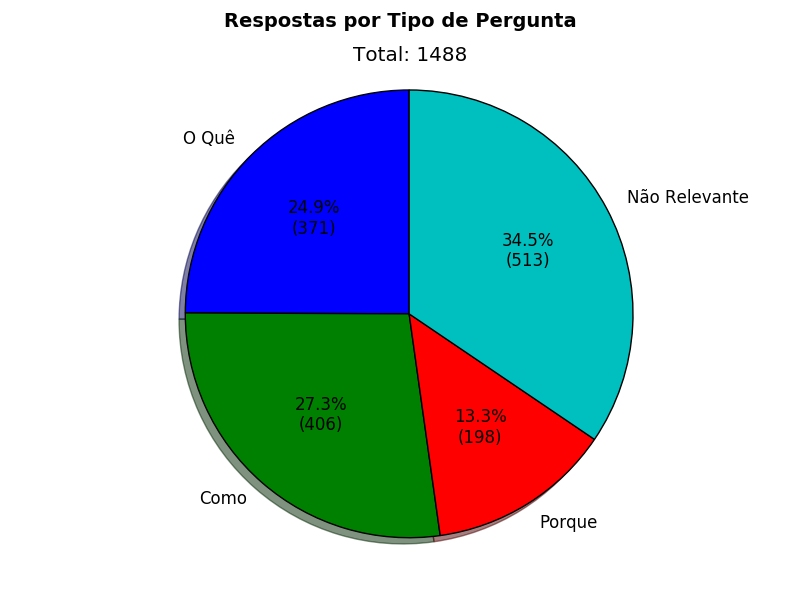 Respostas por Tipo de Pergunta
Total: 1488
O Quê
24.9%
(371)
Não Relevante
34.5%
(513)
27.3%
(406)
Como
13.3%
(198)
Porque